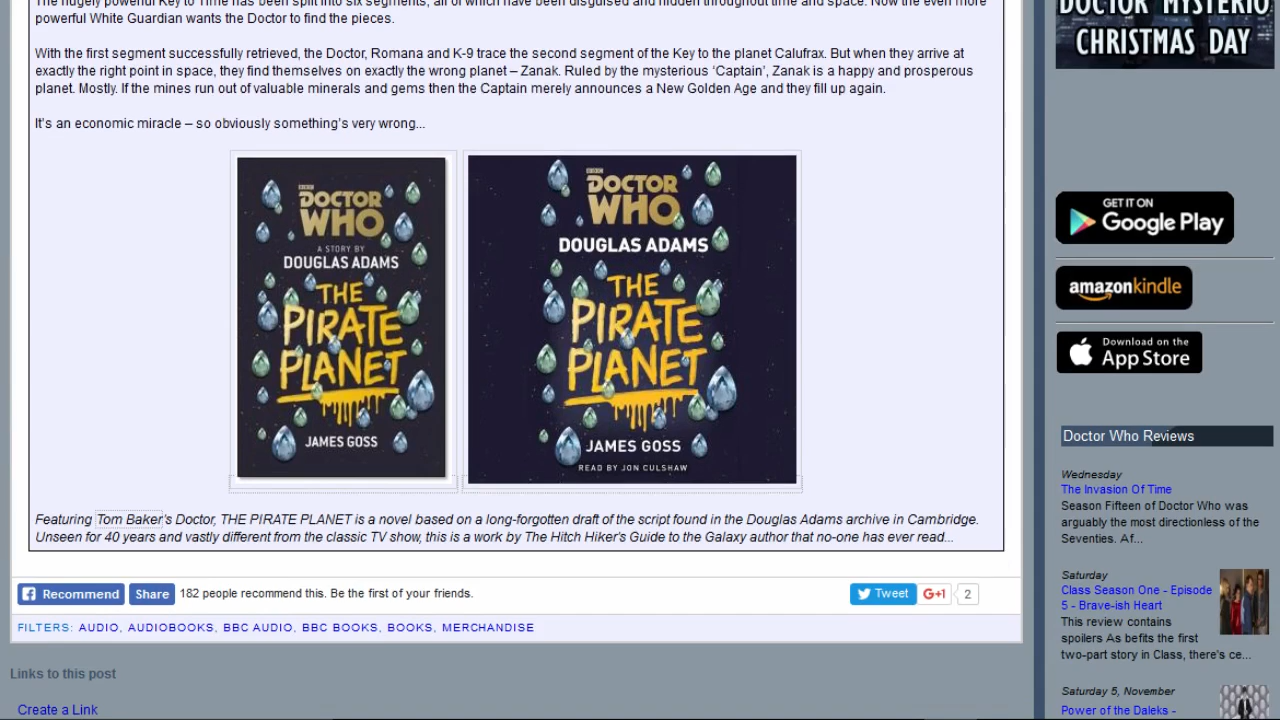 The hugely powerful Key to Time has been split into six segments, all of which have been disguised and hidden throughout time and space. Now the even more
powerful White Guardian wants the Doctor to find the pieces.
With the first segment successfully retrieved, the Doctor, Romana and K-9 trace the second segment of the Key to the planet Calufrax. But when they arrive at
exactly the right point in space, they find themselves on exactly the wrong planet – Zanak. Ruled by the mysterious ‘Captain’, Zanak is a happy and prosperous
planet. Mostly. If the mines run out of valuable minerals and gems then the Captain merely announces a New Golden Age and they fill up again.
It’s an economic miracle – so obviously something’s very wrong...
BBC
DOCTOR
WHO
A STORY BY
DOUGLAS ADAMS
THE
PIRATE
PLANET
JAMES GOSS
BBC
DOCTOR
WHO
DOUGLAS ADAMS
THE
PIRATE
PLANET
JAMES GOSS
READ BY JON CULSHAW
Featuring Tom Baker's Doctor, THE PIRATE PLANET is a novel based on a long-forgotten draft of the script found in the Douglas Adams archive in Cambridge.
Unseen for 40 years and vastly different from the classic TV show, this is a work by The Hitch Hiker's Guide to the Galaxy author that no-one has ever read...
Recommend Share 182 people recommend this. Be the first of your friends.
Tweet G+1 2
FILTERS: AUDIO, AUDIOBOOKS, BBC AUDIO, BBC BOOKS, BOOKS, MERCHANDISE
Links to this post
Create a Link
DOCTOR MYSTERIO
CHRISTMAS DAY
GET IT ON
Google Play
amazonkindle
Download on the
App Store
Doctor Who Reviews
Wednesday
The Invasion Of Time
Season Fifteen of Doctor Who was
arguably the most directionless of the
Seventies. Af...
Saturday
Class Season One - Episode
5 - Brave-ish Heart
This review contains
spoilers As befits the first
two-part story in Class, there's ce...
Saturday 5, November
Power of the Daleks -